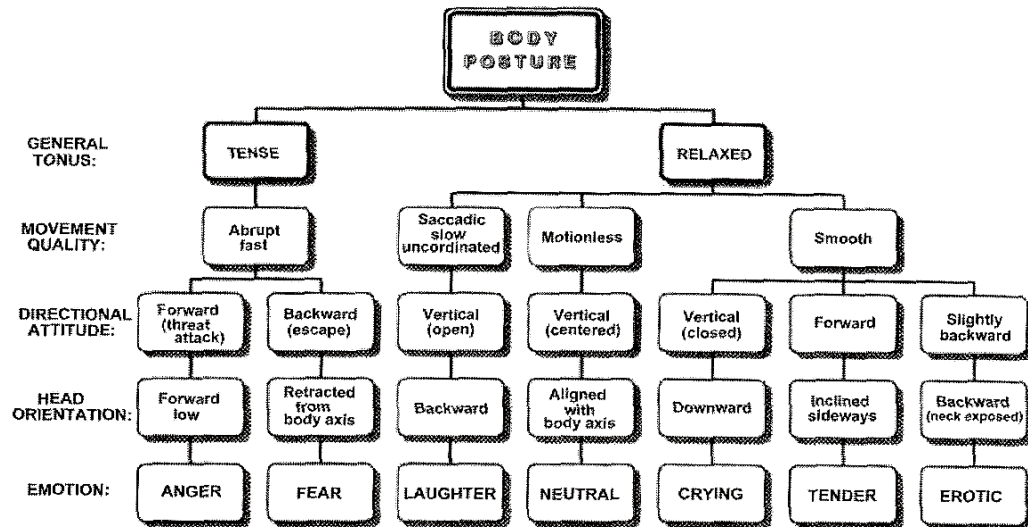 BODY
POSTURE
GENERAL
TONUS:
TENSE
RELAXED
MOVEMENT
QUALITY:
Abrupt
fast
Saccadic
slow
uncordinated
Motionless
Smooth
DIRECTIONAL
ATTITUDE:
Forward
(threat
attack)
Backward
(escape)
Vertical
(open)
Vertical
(centered)
Vertical
(closed)
Forward
Slightly
backward
HEAD
ORIENTATION:
Forward
low
Retracted
from
body axis
Backward
Aligned
with
body axis
Downward
Inclined
sideways
Backward
(neck exposed)
EMOTION:
ANGER
FEAR
LAUGHTER
NEUTRAL
CRYING
TENDER
EROTIC